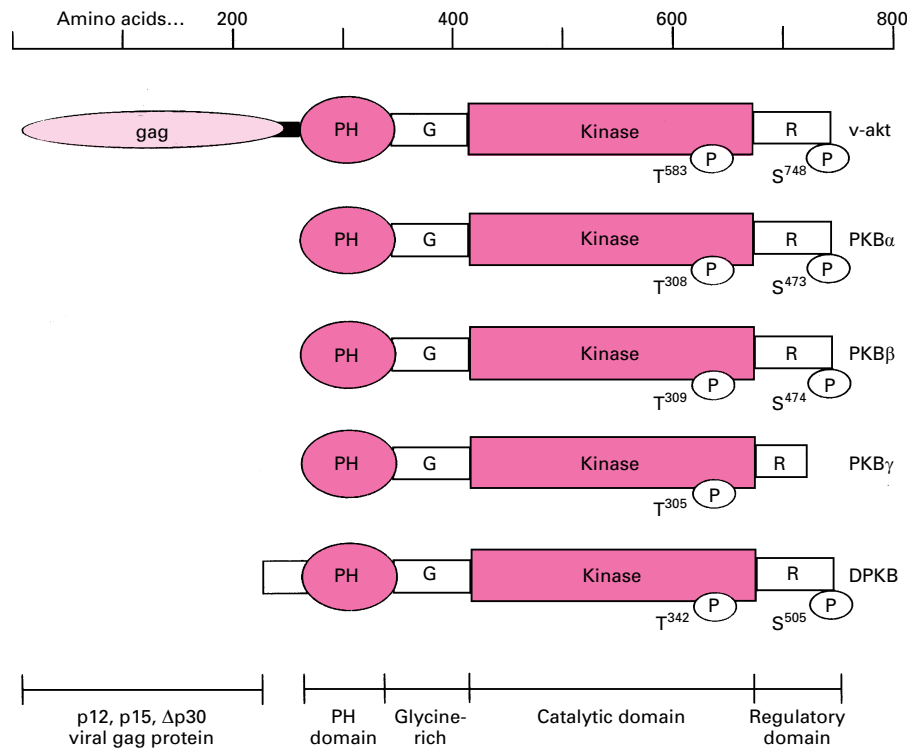 Amino acids... 200 400 600 800
gag PH G Kinase R v-akt
P P
T583 S748
PH G Kinase R PKBα
P P
T308 S473
PH G Kinase R PKBβ
P P
T309 S474
PH G Kinase R PKBγ
P
T305
PH G Kinase R DPKB
P P
T342 S505
p12, p15, Δp30 PH Glycine- Catalytic domain Regulatory
viral gag protein domain rich domain